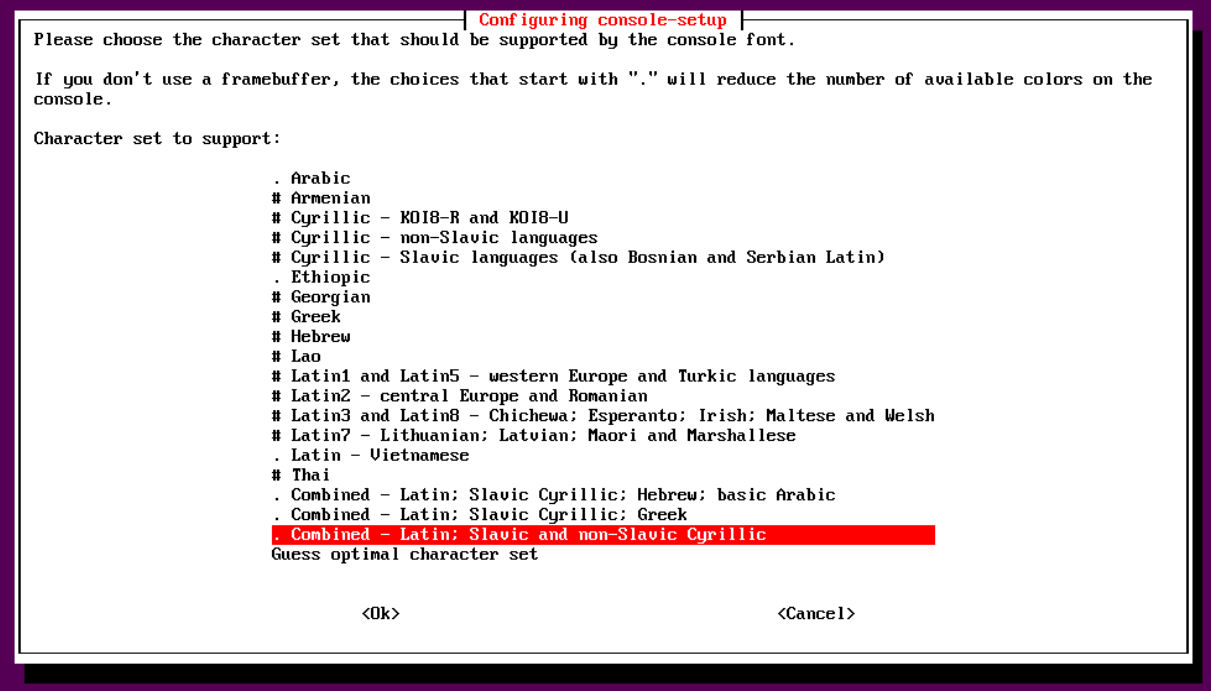 Configuring console-setup
Please choose the character set that should be supported by the console font.
If you don't use a framebuffer, the choices that start with "." will reduce the number of available colors on the
console.
Character set to support:
. Arabic
# Armenian
# Cyrillic - KOI8-R and KOI8-U
# Cyrillic - non-Slavic languages
# Cyrillic - Slavic languages (also Bosnian and Serbian Latin)
. Ethiopic
# Georgian
# Greek
# Hebrew
# Lao
# Latin1 and Latin5 - western Europe and Turkic languages
# Latin2 - central Europe and Romanian
# Latin3 and Latin8 - Chichewa; Esperanto; Irish; Maltese and Welsh
# Latin7 - Lithuanian; Latvian; Maori and Marshallese
. Latin - Vietnamese
# Thai
. Combined - Latin; Slavic Cyrillic; Hebrew; basic Arabic
. Combined - Latin; Slavic Cyrillic; Greek
. Combined - Latin; Slavic and non-Slavic Cyrillic
Guess optimal character set
<Ok> <Cancel>